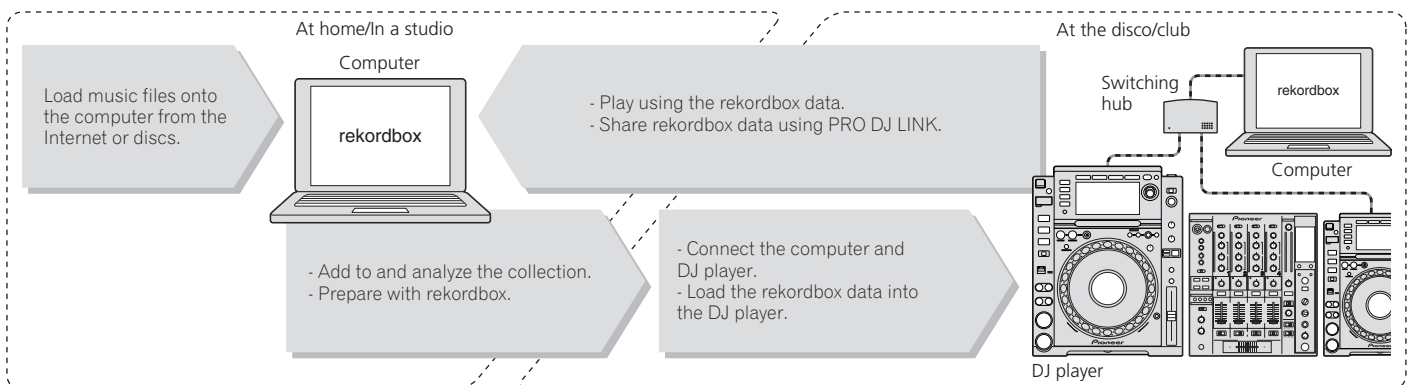 At home/In a studio
Computer
Load music files onto
the computer from the
Internet or discs.
rekordbox
- Play using the rekordbox data.
- Share rekordbox data using PRO DJ LINK.
- Add to and analyze the collection.
- Prepare with rekordbox.
- Connect the computer and
DJ player.
- Load the rekordbox data into
the DJ player.
At the disco/club
Switching
hub
rekordbox
Computer
Pioneer
Pioneer
DJ player